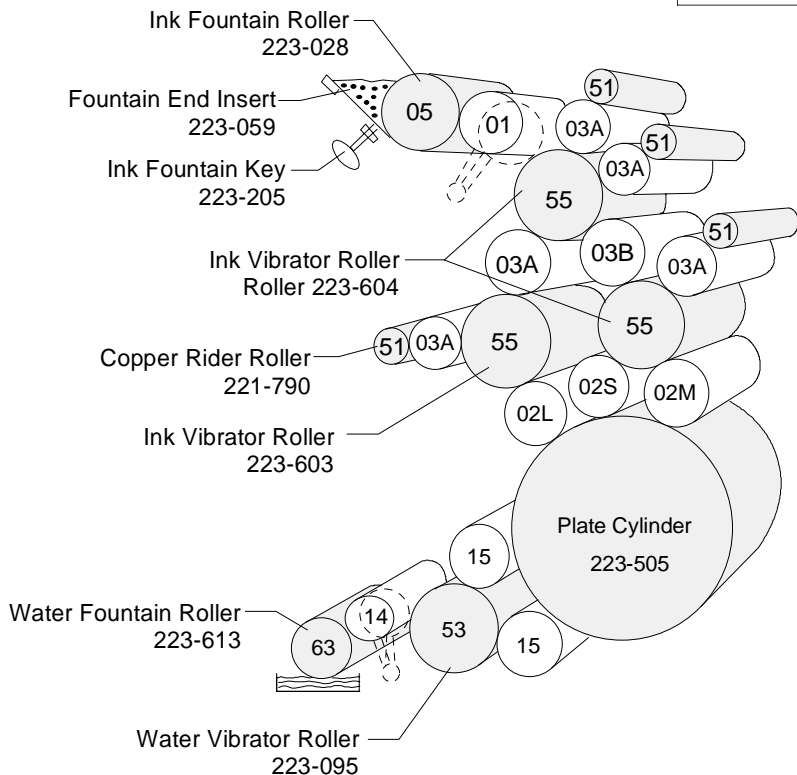 Ink Fountain Roller
223-028
Fountain End Insert
223-059
Ink Fountain Key
223-205
05
01
03A
51
51
03A
55
Ink Vibrator Roller
Roller 223-604
03A
03B
51
03A
51
03A
55
55
Copper Rider Roller
221-790
02L
02S
02M
Ink Vibrator Roller
223-603
Plate Cylinder
223-505
15
Water Fountain Roller
223-613
14
63
53
15
Water Vibrator Roller
223-095